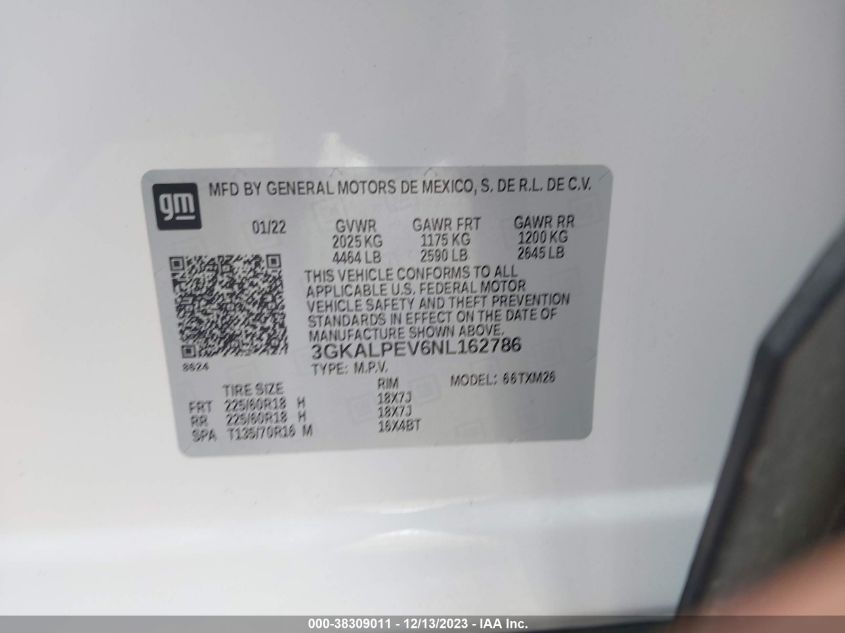 gm MFD BY GENERAL MOTORS DE MEXICO, S. DE R.L. DE C.V.
01/22 GVWR GAWR FRT GAWR RR
2025 KG 1175 KG 1200 KG
4464 LB 2590 LB 2645 LB
THIS VEHICLE CONFORMS TO ALL
APPLICABLE U.S. FEDERAL MOTOR
VEHICLE SAFETY AND THEFT PREVENTION
STANDARDS IN EFFECT ON THE DATE OF
MANUFACTURE SHOWN ABOVE.
3GKALPEV6NL162786
8624
TYPE: M.P.V. MODEL: 66TXM26
TIRE SIZE RIM
FRT 225/60R18 H 18X7J
RR 225/60R18 H 18X7J
SPA T135/70R16 M 16X4BT
000-38309011 - 12/13/2023 - IAA Inc.